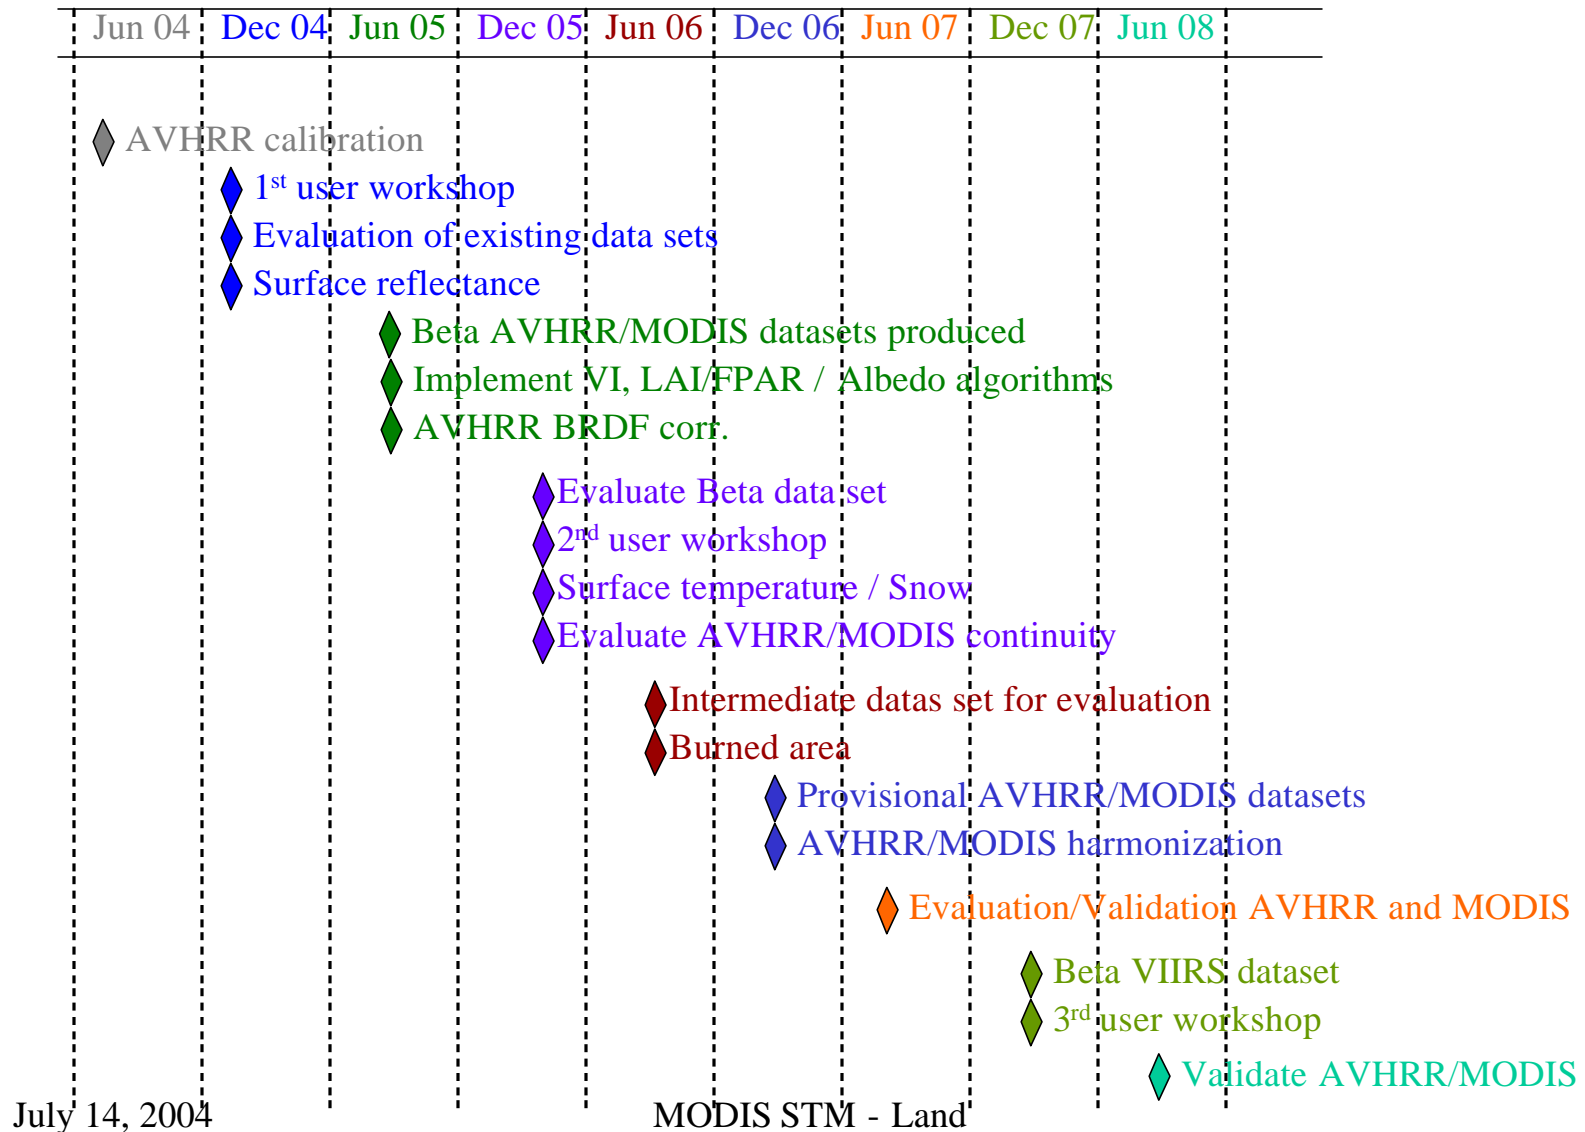 Jun 04 Dec 04 Jun 05 Dec 05 Jun 06 Dec 06 Jun 07 Dec 07 Jun 08
AVHRR calibration
1st user workshop
Evaluation of existing data sets
Surface reflectance
Beta AVHRR/MODIS datasets produced
Implement VI, LAI/FPAR / Albedo algorithms
AVHRR BRDF corr.
Evaluate Beta data set
2nd user workshop
Surface temperature / Snow
Evaluate AVHRR/MODIS continuity
Intermediate datas set for evaluation
Burned area
Provisional AVHRR/MODIS datasets
AVHRR/MODIS harmonization
Evaluation/Validation AVHRR and MODIS
Beta VIIRS dataset
3rd user workshop
Validate AVHRR/MODIS
July 14, 2004 MODIS STM - Land